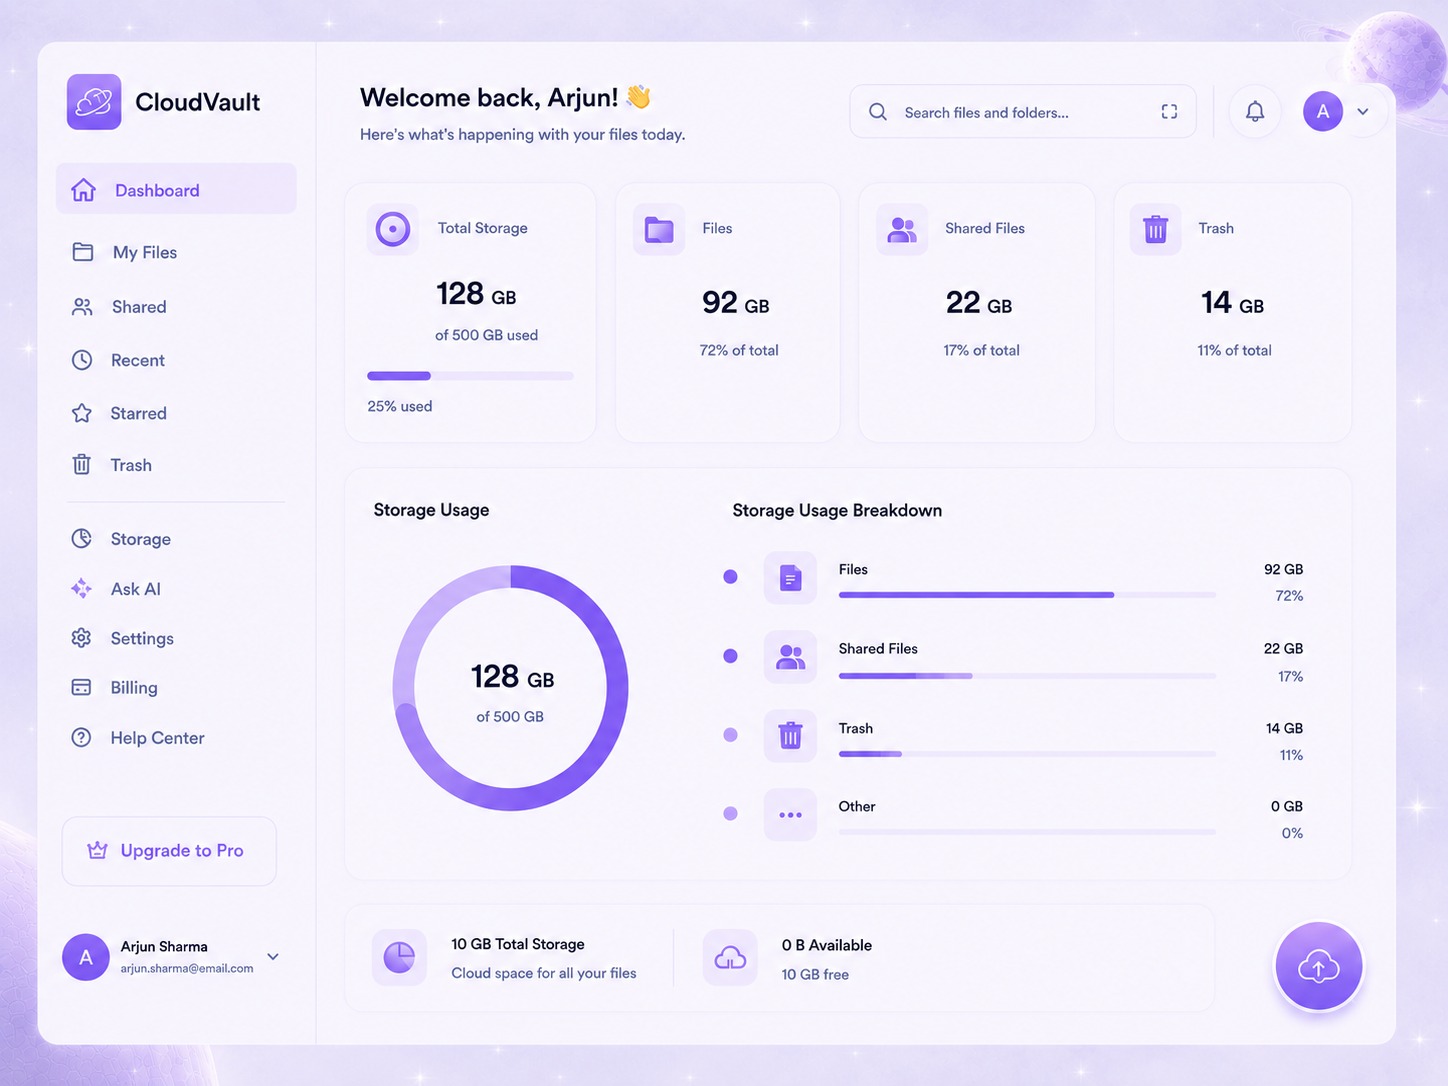 CloudVault
Dashboard
My Files
Shared
Recent
Starred
Trash
Storage
Ask AI
Settings
Billing
Help Center
Upgrade to Pro
A
Arjun Sharma
arjun.sharma@email.com
Welcome back, Arjun! 👋
Here's what's happening with your files today.
Search files and folders...
A
Total Storage
128 GB
of 500 GB used
25% used
Files
92 GB
72% of total
Shared Files
22 GB
17% of total
Trash
14 GB
11% of total
Storage Usage
128 GB
of 500 GB
Storage Usage Breakdown
Files
92 GB
72%
Shared Files
22 GB
17%
Trash
14 GB
11%
Other
0 GB
0%
10 GB Total Storage
Cloud space for all your files
0 B Available
10 GB free